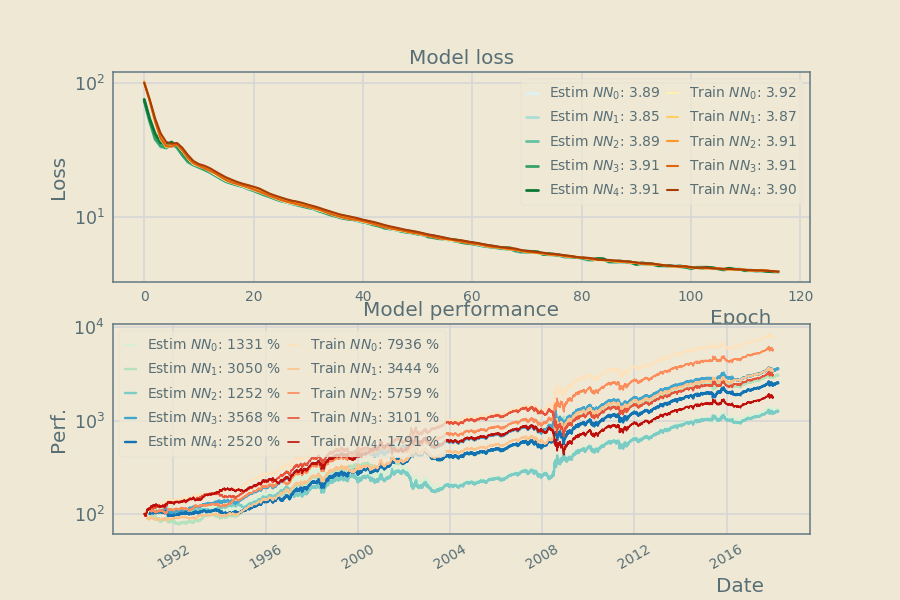 Model loss
Loss
10²
10¹
Estim NN₀: 3.89 Train NN₀: 3.92
Estim NN₁: 3.85 Train NN₁: 3.87
Estim NN₂: 3.89 Train NN₂: 3.91
Estim NN₃: 3.91 Train NN₃: 3.91
Estim NN₄: 3.91 Train NN₄: 3.90
0 20 40 60 80 100 120
Epoch
Model performance
Perf.
10⁴
10³
10²
Estim NN₀: 1331 % Train NN₀: 7936 %
Estim NN₁: 3050 % Train NN₁: 3444 %
Estim NN₂: 1252 % Train NN₂: 5759 %
Estim NN₃: 3568 % Train NN₃: 3101 %
Estim NN₄: 2520 % Train NN₄: 1791 %
1992 1996 2000 2004 2008 2012 2016
Date